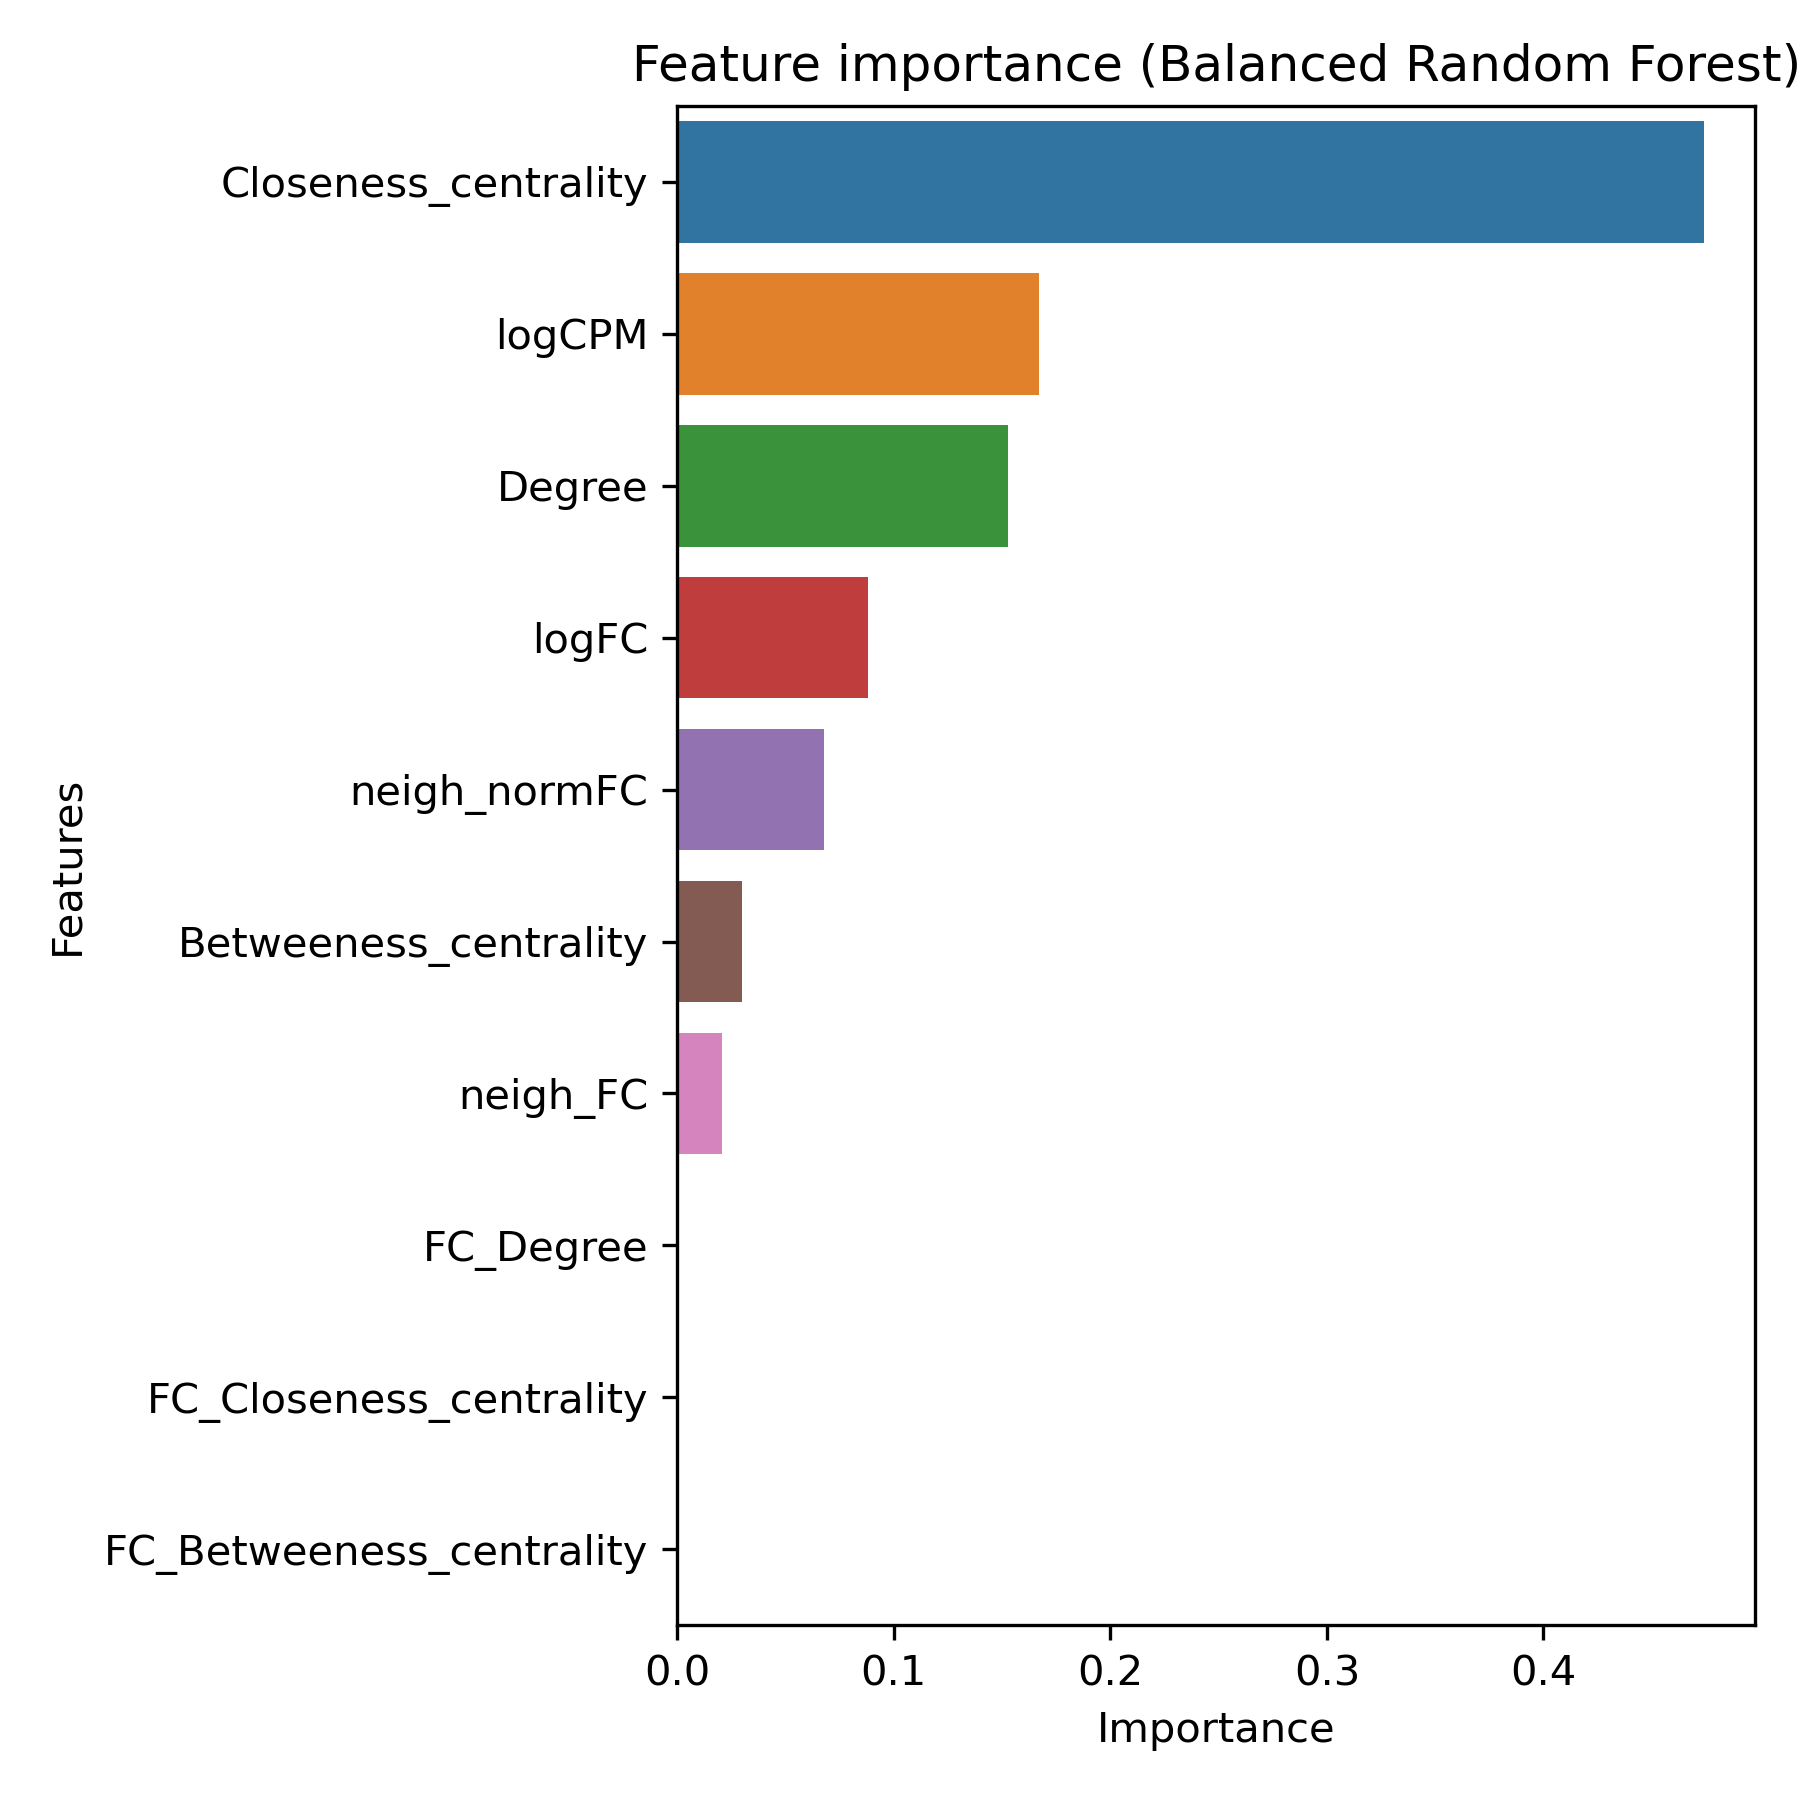 Feature importance (Balanced Random Forest)
Closeness_centrality
logCPM
Degree
logFC
neigh_normFC
Betweeness_centrality
neigh_FC
FC_Degree
FC_Closeness_centrality
FC_Betweeness_centrality
Features
0.0 0.1 0.2 0.3 0.4
Importance